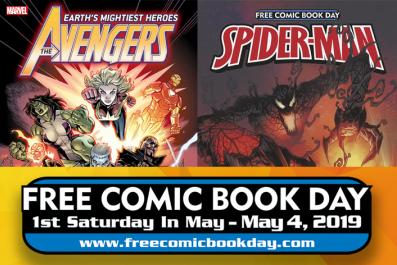 MARVEL
EARTH'S MIGHTIEST HEROES
THE AVENGERS
FREE COMIC BOOK DAY
SPIDER-MAN
FREE COMIC BOOK DAY
1st Saturday In May - May 4, 2019
www.freecomicbookday.com